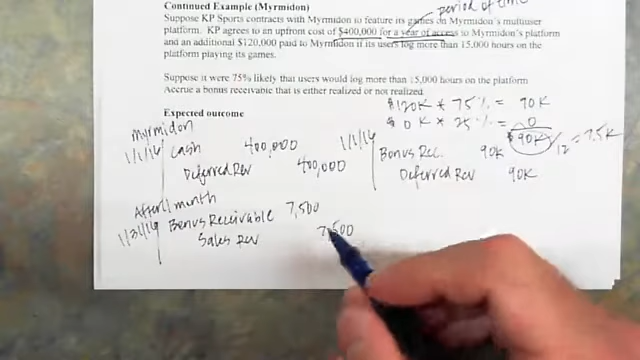 period of time
Continued Example (Myrmidon)
Suppose KP Sports contracts with Myrmidon to feature its games on Myrmidon's multiuser
platform. KP agrees to an upfront cost of $400,000 for a year of access to Myrmidon's platform
and an additional $120,000 paid to Myrmidon if its users log more than 15,000 hours on the
platform playing its games.
Suppose it were 75% likely that users would log more than 15,000 hours on the platform
Accrue a bonus receivable that is either realized or not realized
Expected outcome
$120K * 75% = 90K
$ 0K * 25% = 0
$90K/12 = 7.5K
Myrmidon
1/1/16 Cash 400,000
Deferred Rev 400,000
1/1/16
Bonus Rec. 90K
Deferred Rev 90K
After 1 month
1/31/16 Bonus Receivable 7,500
Sales Rev 7,500